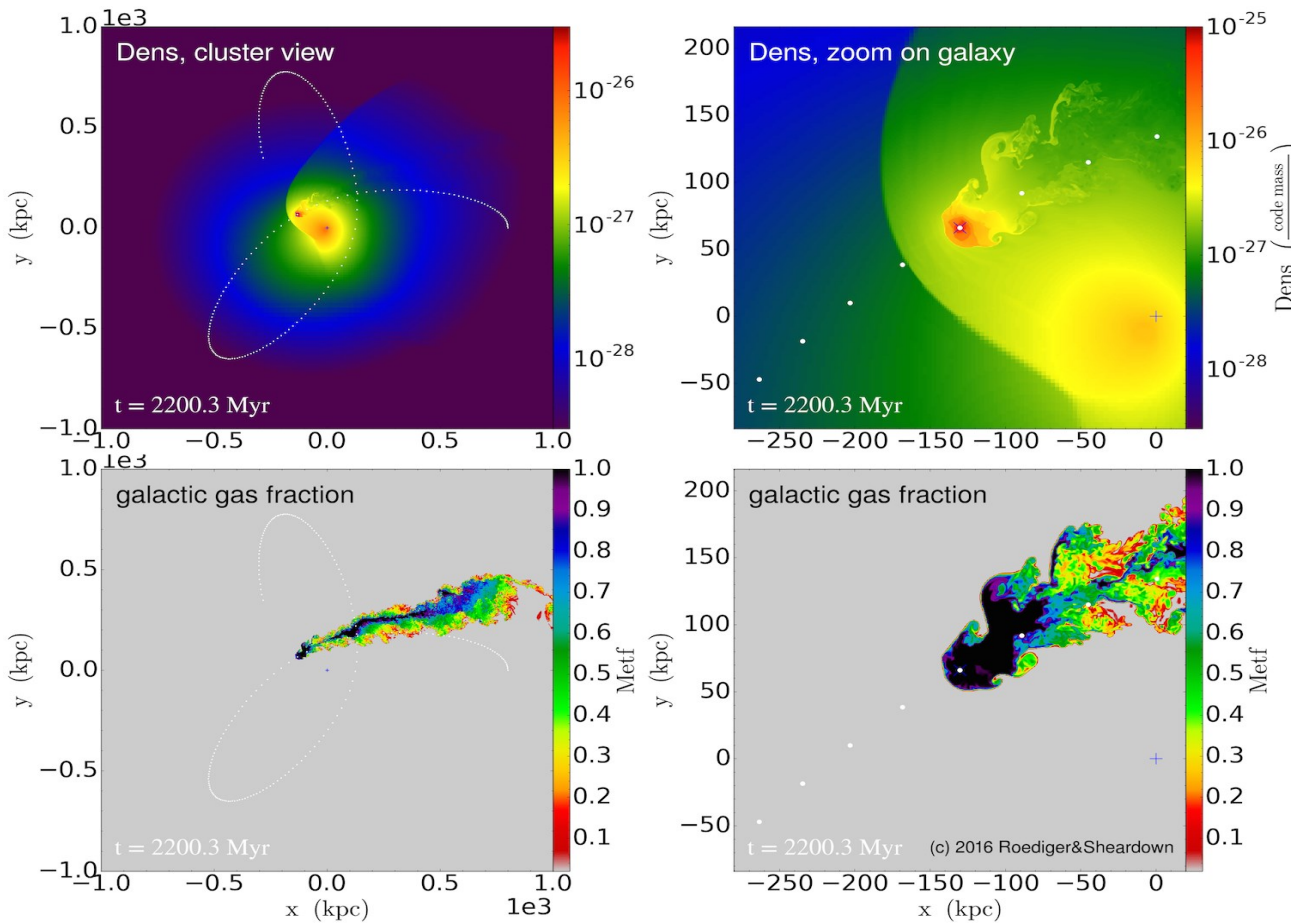 1.0 1e3
Dens, cluster view
0.5
0.0
−0.5
−1.0
y (kpc)
t = 2200.3 Myr
−1.0 −0.5 0.0 0.5 1.0
10^-26
10^-27
10^-28
Dens, zoom on galaxy
200
150
100
50
0
−50
y (kpc)
t = 2200.3 Myr
−250 −200 −150 −100 −50 0
10^-25
10^-26
10^-27
10^-28
Dens (code mass
1.0 1e3
galactic gas fraction
0.5
0.0
−0.5
−1.0
y (kpc)
t = 2200.3 Myr
−1.0 −0.5 0.0 0.5 1.0
x (kpc)
1e3
1.0
0.9
0.8
0.7
0.6
0.5
0.4
0.3
0.2
0.1
Metf
galactic gas fraction
200
150
100
50
0
−50
y (kpc)
t = 2200.3 Myr
(c) 2016 Roediger&Sheardown
−250 −200 −150 −100 −50 0
x (kpc)
1.0
0.9
0.8
0.7
0.6
0.5
0.4
0.3
0.2
0.1
Metf